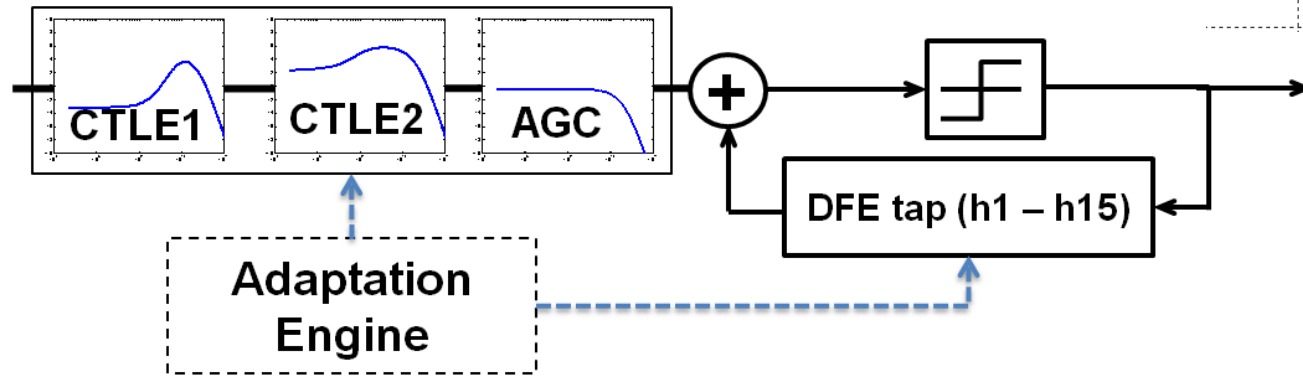 CTLE1
CTLE2
AGC
+
DFE tap (h1 – h15)
Adaptation
Engine